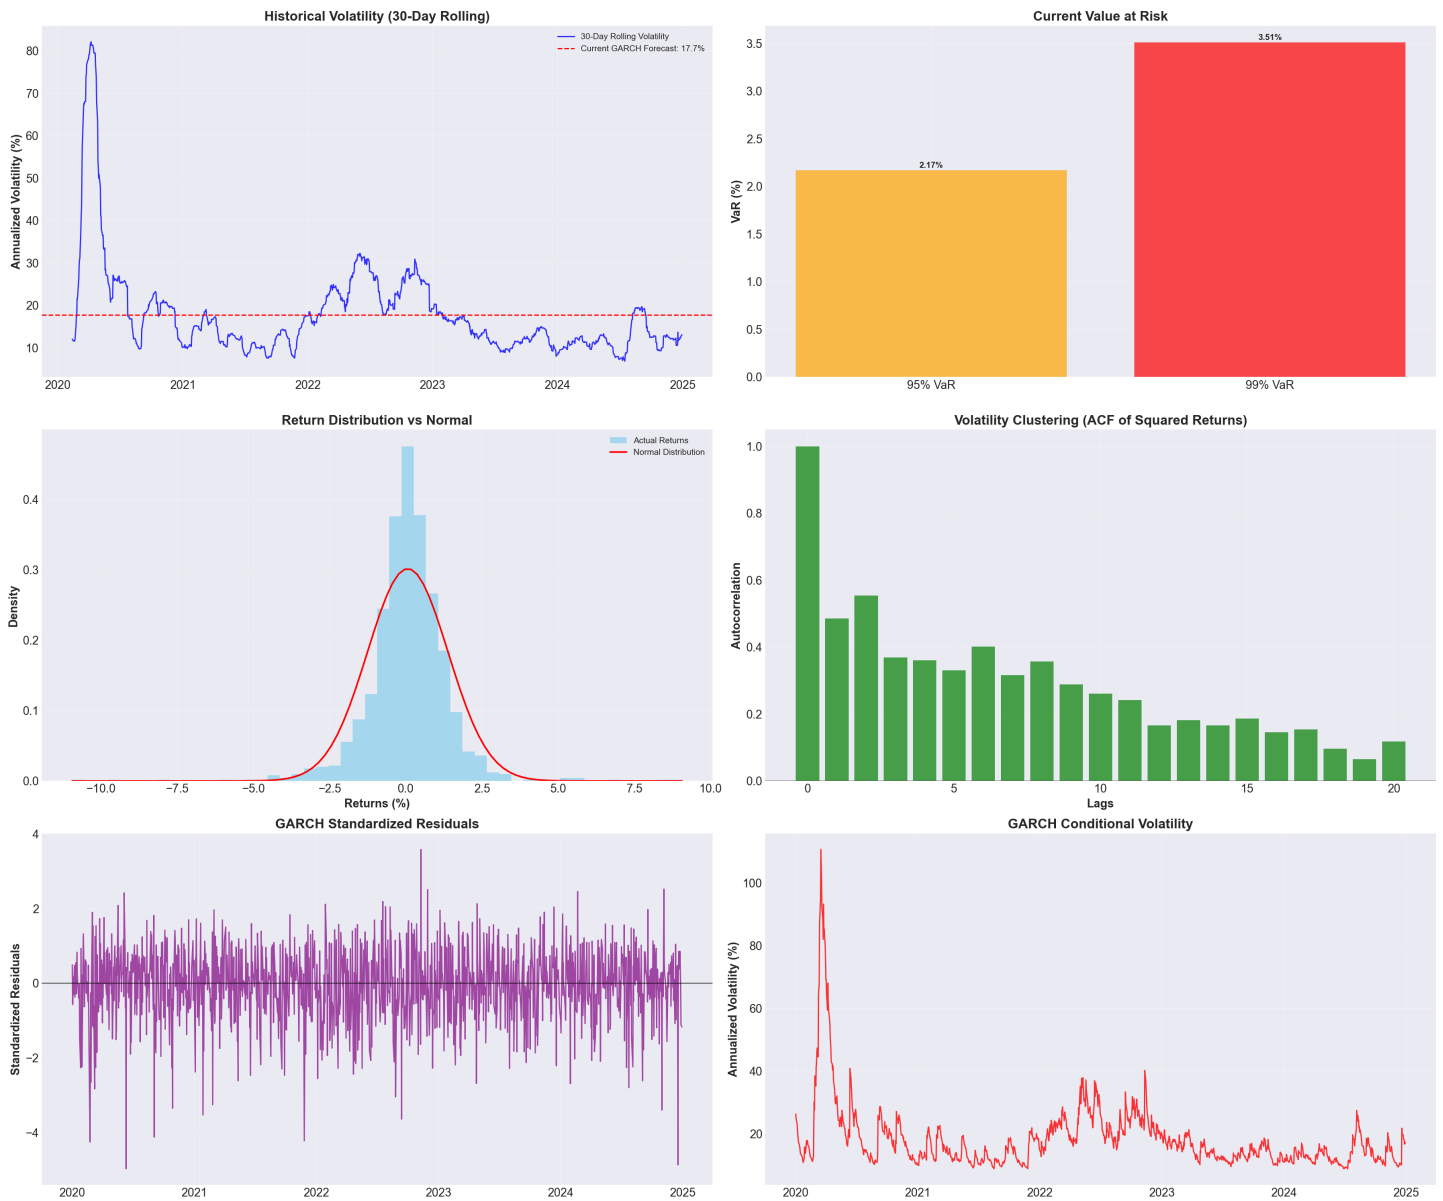 Historical Volatility (30-Day Rolling)
30-Day Rolling Volatility
Current GARCH Forecast: 17.7%
Annualized Volatility (%)
80
70
60
50
40
30
20
10
2020 2021 2022 2023 2024 2025
Current Value at Risk
VaR (%)
3.5
3.0
2.5
2.0
1.5
1.0
0.5
0.0
3.51%
2.17%
95% VaR 99% VaR
Return Distribution vs Normal
Actual Returns
Normal Distribution
Density
0.4
0.3
0.2
0.1
0.0
−10.0 −7.5 −5.0 −2.5 0.0 2.5 5.0 7.5 10.0
Returns (%)
Volatility Clustering (ACF of Squared Returns)
Autocorrelation
1.0
0.8
0.6
0.4
0.2
0.0
0 5 10 15 20
Lags
GARCH Standardized Residuals
Standardized Residuals
4
2
0
−2
−4
2020 2021 2022 2023 2024 2025
GARCH Conditional Volatility
Annualized Volatility (%)
100
80
60
40
20
2020 2021 2022 2023 2024 2025